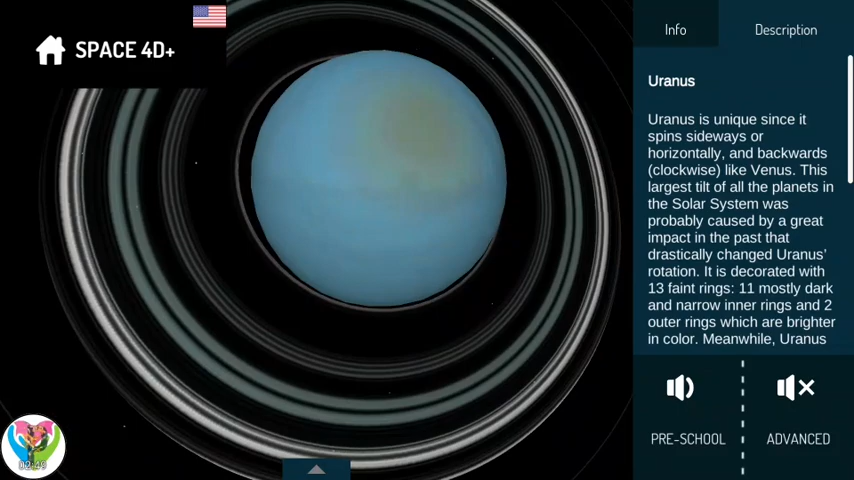 SPACE 4D+
Info
Description
Uranus
Uranus is unique since it
spins sideways or
horizontally, and backwards
(clockwise) like Venus. This
largest tilt of all the planets in
the Solar System was
probably caused by a great
impact in the past that
drastically changed Uranus'
rotation. It is decorated with
13 faint rings: 11 mostly dark
and narrow inner rings and 2
outer rings which are brighter
in color. Meanwhile, Uranus
PRE-SCHOOL
ADVANCED